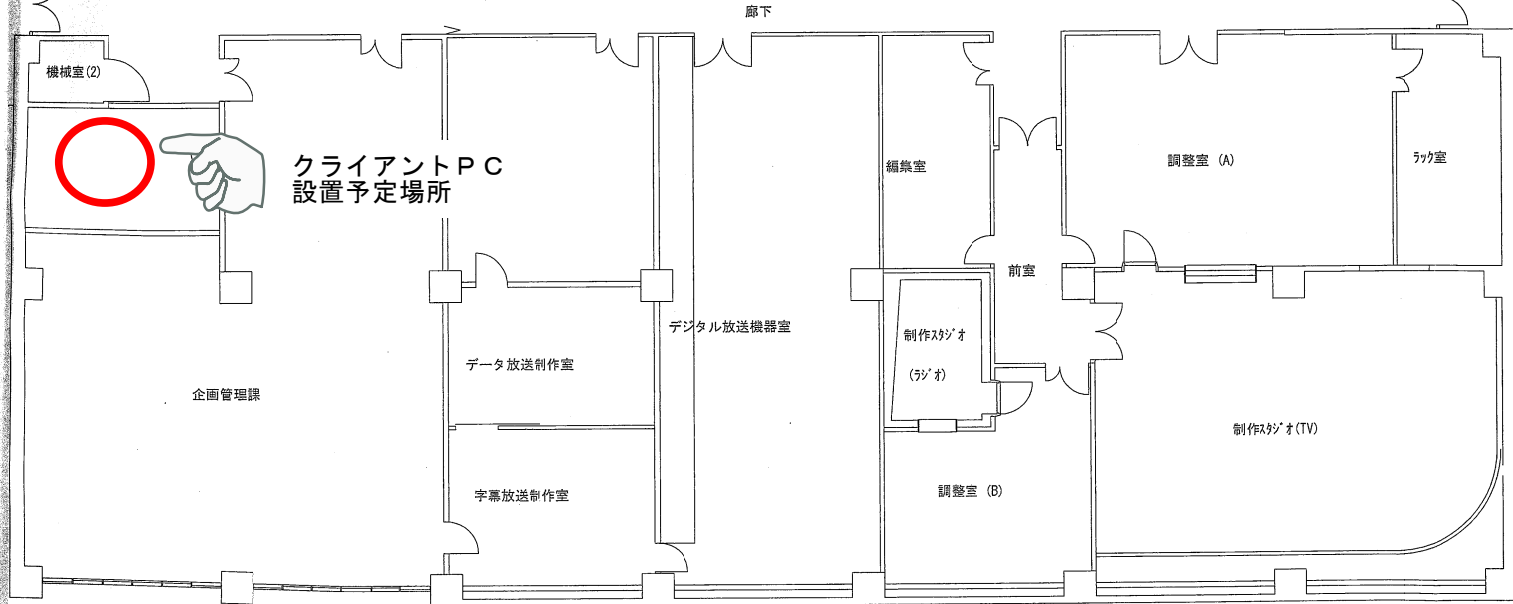 廊下
機械室(2)
クライアントPC
設置予定場所
編集室
調整室 (A)
ラック室
前室
デジタル放送機器室
制作スタジオ
(ラジオ)
データ放送制作室
企画管理課
制作スタジオ(TV)
字幕放送制作室
調整室 (B)